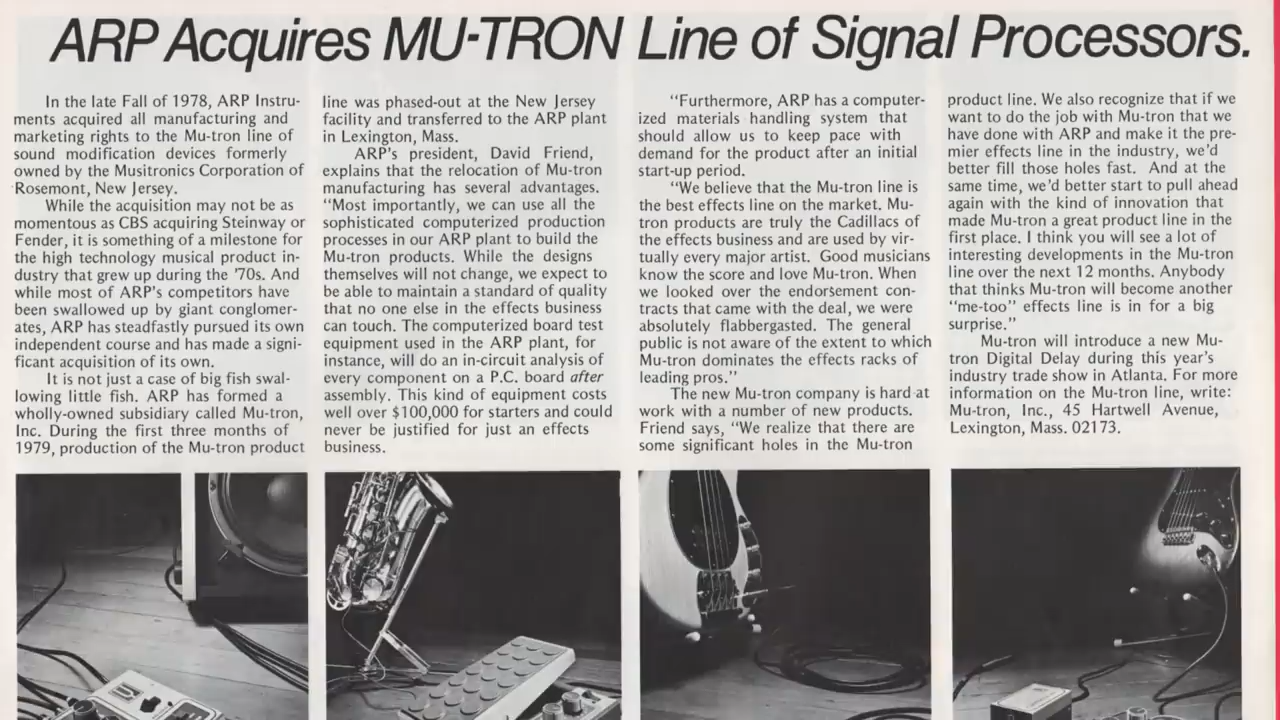 ARP Acquires MU-TRON Line of Signal Processors.
In the late Fall of 1978, ARP Instru-
ments acquired all manufacturing and
marketing rights to the Mu-tron line of
sound modification devices formerly
owned by the Musitronics Corporation of
Rosemont, New Jersey.
While the acquisition may not be as
momentous as CBS acquiring Steinway or
Fender, it is something of a milestone for
the high technology musical product in-
dustry that grew up during the '70s. And
while most of ARP's competitors have
been swallowed up by giant conglomer-
ates, ARP has steadfastly pursued its own
independent course and has made a signi-
ficant acquisition of its own.
It is not just a case of big fish swal-
lowing little fish. ARP has formed a
wholly-owned subsidiary called Mu-tron,
Inc. During the first three months of
1979, production of the Mu-tron product
line was phased-out at the New Jersey
facility and transferred to the ARP plant
in Lexington, Mass.
ARP's president, David Friend,
explains that the relocation of Mu-tron
manufacturing has several advantages.
"Most importantly, we can use all the
sophisticated computerized production
processes in our ARP plant to build the
Mu-tron products. While the designs
themselves will not change, we expect to
be able to maintain a standard of quality
that no one else in the effects business
can touch. The computerized board test
equipment used in the ARP plant, for
instance, will do an in-circuit analysis of
every component on a P.C. board after
assembly. This kind of equipment costs
well over $100,000 for starters and could
never be justified for just an effects
business.
"Furthermore, ARP has a computer-
ized materials handling system that
should allow us to keep pace with
demand for the product after an initial
start-up period.
"We believe that the Mu-tron line is
the best effects line on the market. Mu-
tron products are truly the Cadillacs of
the effects business and are used by vir-
tually every major artist. Good musicians
know the score and love Mu-tron. When
we looked over the endorsement con-
tracts that came with the deal, we were
absolutely flabbergasted. The general
public is not aware of the extent to which
Mu-tron dominates the effects racks of
leading pros."
The new Mu-tron company is hard at
work with a number of new products.
Friend says, "We realize that there are
some significant holes in the Mu-tron
product line. We also recognize that if we
want to do the job with Mu-tron that we
have done with ARP and make it the pre-
mier effects line in the industry, we'd
better fill those holes fast. And at the
same time, we'd better start to pull ahead
again with the kind of innovation that
made Mu-tron a great product line in the
first place. I think you will see a lot of
interesting developments in the Mu-tron
line over the next 12 months. Anybody
that thinks Mu-tron will become another
"me-too" effects line is in for a big
surprise."
Mu-tron will introduce a new Mu-
tron Digital Delay during this year's
industry trade show in Atlanta. For more
information on the Mu-tron line, write:
Mu-tron, Inc., 45 Hartwell Avenue,
Lexington, Mass. 02173.